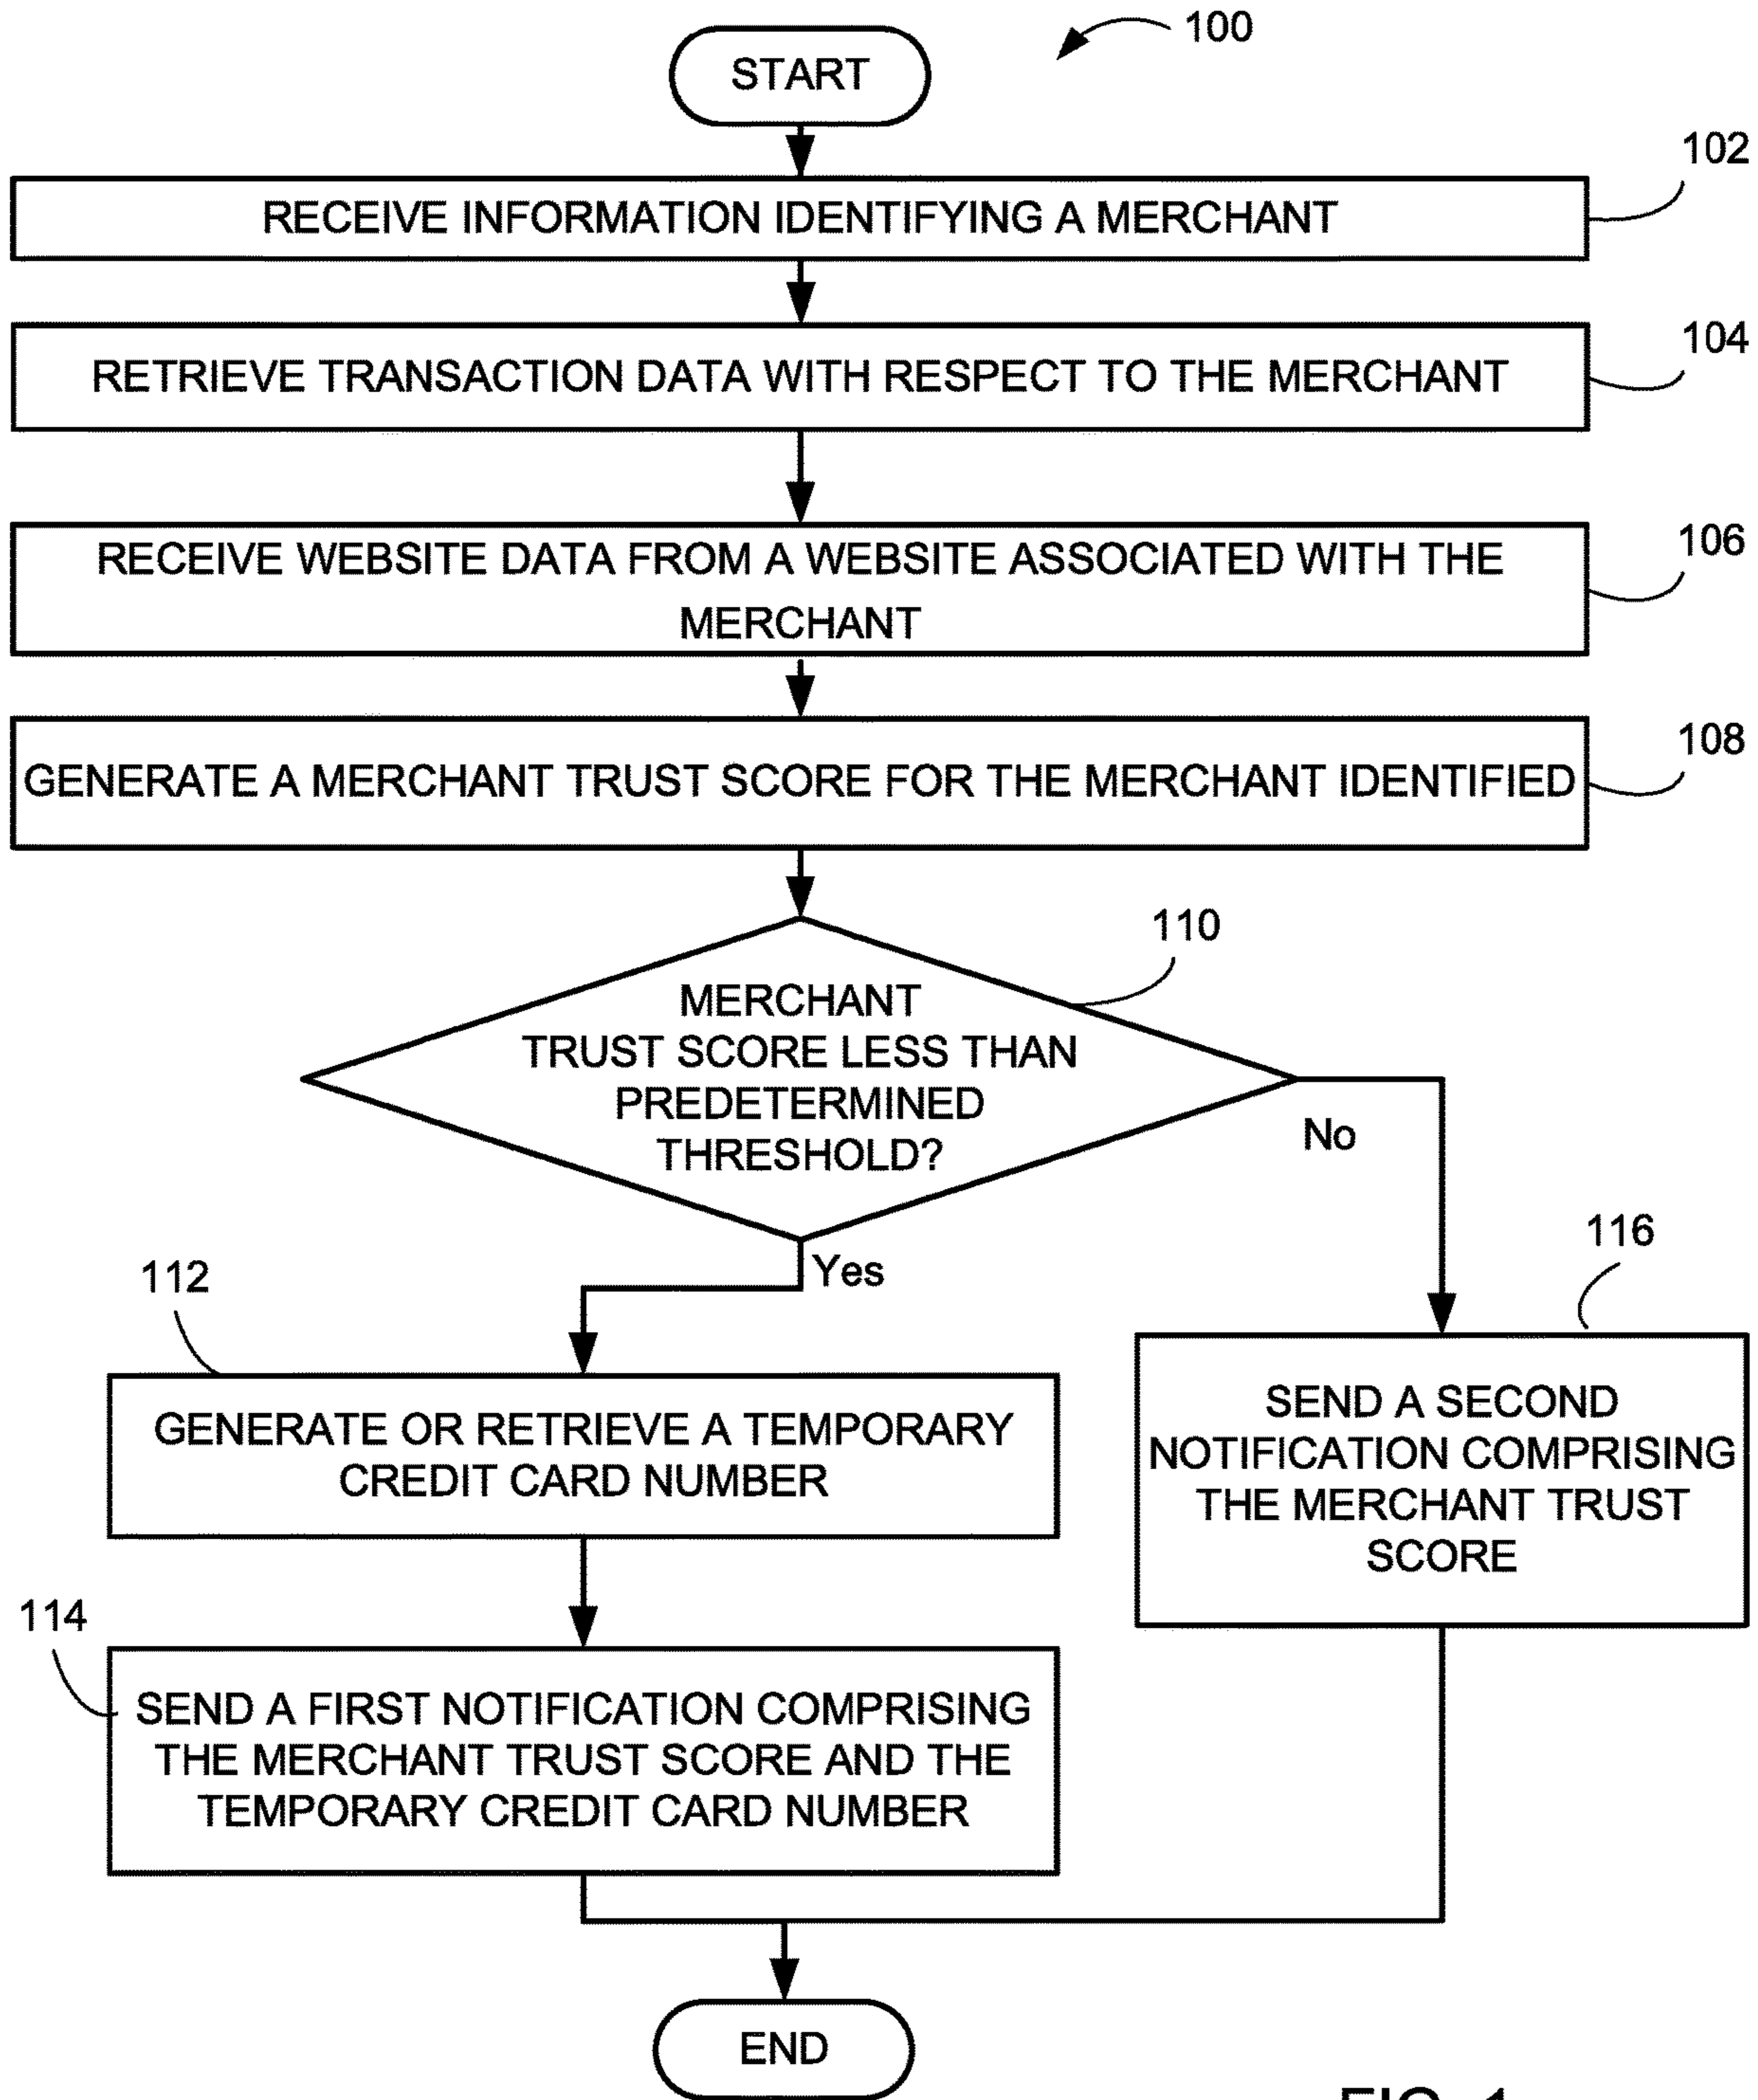 100
START
102
RECEIVE INFORMATION IDENTIFYING A MERCHANT
104
RETRIEVE TRANSACTION DATA WITH RESPECT TO THE MERCHANT
106
RECEIVE WEBSITE DATA FROM A WEBSITE ASSOCIATED WITH THE
MERCHANT
108
GENERATE A MERCHANT TRUST SCORE FOR THE MERCHANT IDENTIFIED
110
MERCHANT
TRUST SCORE LESS THAN
PREDETERMINED
THRESHOLD?
No
Yes
112
GENERATE OR RETRIEVE A TEMPORARY
CREDIT CARD NUMBER
114
SEND A FIRST NOTIFICATION COMPRISING
THE MERCHANT TRUST SCORE AND THE
TEMPORARY CREDIT CARD NUMBER
116
SEND A SECOND
NOTIFICATION COMPRISING
THE MERCHANT TRUST
SCORE
END
FIG. 1